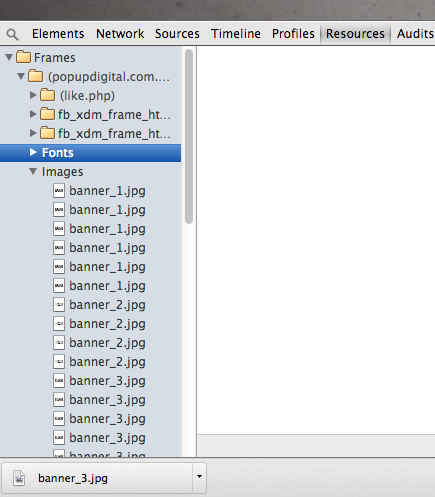 Elements Network Sources Timeline Profiles Resources Audits
Frames
(popupdigital.com....
(like.php)
fb_xdm_frame_ht...
fb_xdm_frame_ht...
Fonts
Images
banner_1.jpg
banner_1.jpg
banner_1.jpg
banner_1.jpg
banner_1.jpg
banner_1.jpg
banner_2.jpg
banner_2.jpg
banner_2.jpg
banner_2.jpg
banner_3.jpg
banner_3.jpg
banner_3.jpg
banner_3.jpg
banner_3.jpg
banner_3.jpg